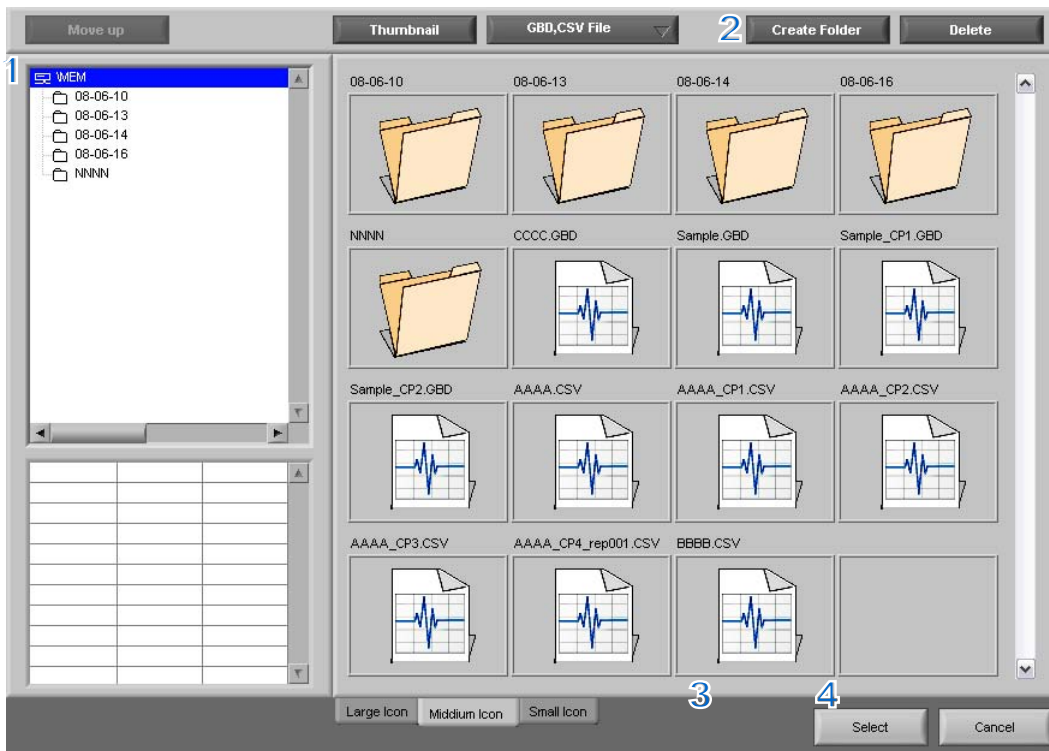 Move up
Thumbnail
GBD,CSV File
2
Create Folder
Delete
1
\MEM
08-06-10
08-06-13
08-06-14
08-06-16
NNNN
08-06-10
08-06-13
08-06-14
08-06-16
NNNN
CCCC.GBD
Sample.GBD
Sample_CP1.GBD
Sample_CP2.GBD
AAAA.CSV
AAAA_CP1.CSV
AAAA_CP2.CSV
AAAA_CP3.CSV
AAAA_CP4_rep001.CSV
BBBB.CSV
3
4
Large Icon
Middium Icon
Small Icon
Select
Cancel